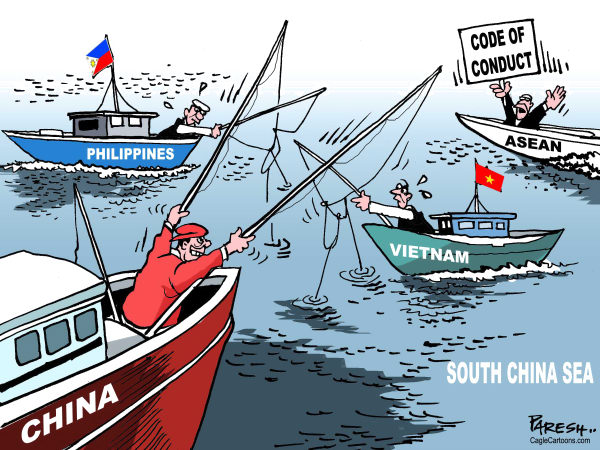 CODE OF
CONDUCT
ASEAN
PHILIPPINES
VIETNAM
SOUTH CHINA SEA
CHINA
PARESH..
CagleCartoons.com